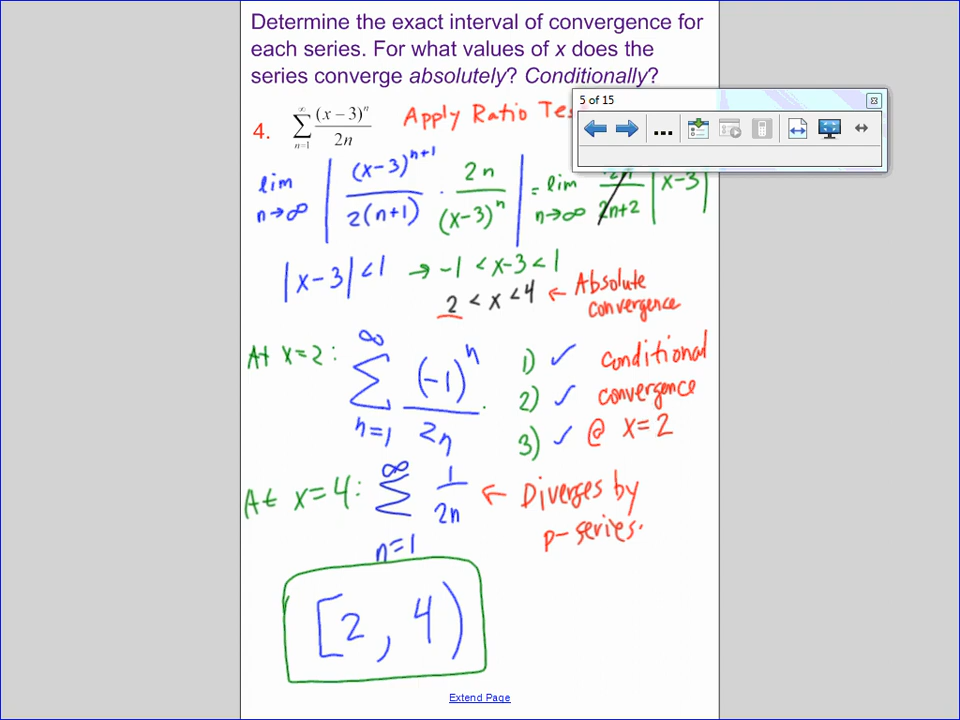 Determine the exact interval of convergence for
each series. For what values of x does the
series converge absolutely? Conditionally?
5 of 15
4. ∞ Σ n=1 (x − 3)^n / 2n Apply Ratio Tes
lim n→∞ | (x-3)^(n+1) / 2(n+1) · 2n / (x-3)^n | = lim n→∞ / 2n+2 |x-3|
|x-3| < 1 → -1 < x-3 < 1
2 < x < 4 ← Absolute
convergence
At x=2: ∞ Σ n=1 (-1)^n / 2n
1) ✓ conditional
2) ✓ convergence
3) ✓ @ x=2
At x=4: ∞ Σ n=1 1 / 2n ← Diverges by
p-series.
[2, 4)
Extend Page